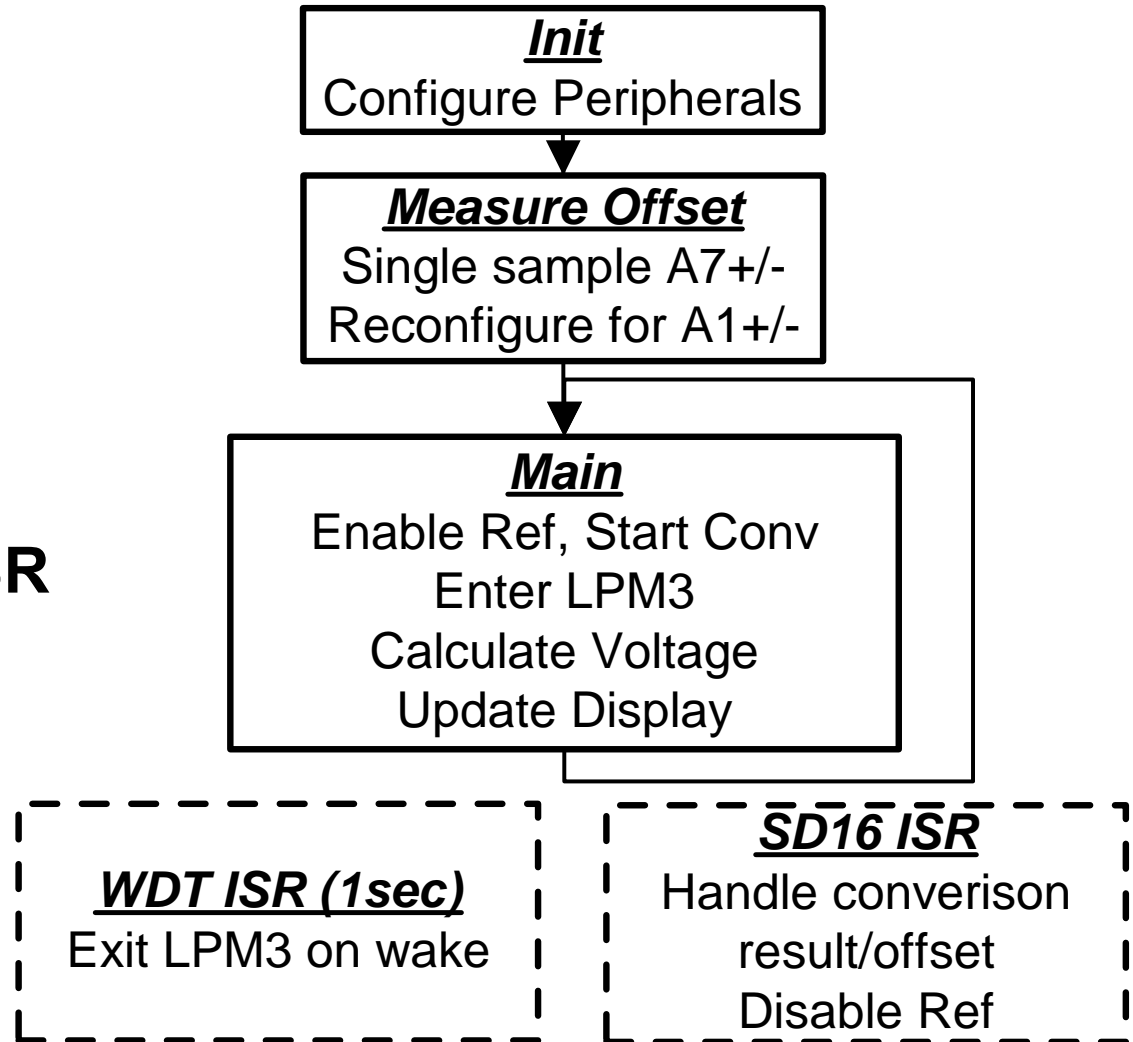 Init
Configure Peripherals
Measure Offset
Single sample A7+/-
Reconfigure for A1+/-
Main
Enable Ref, Start Conv
Enter LPM3
Calculate Voltage
Update Display
R
WDT ISR (1sec)
Exit LPM3 on wake
SD16 ISR
Handle converison
result/offset
Disable Ref